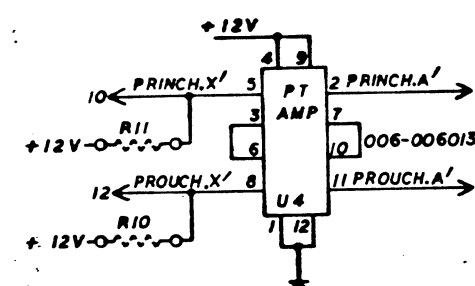 +12V
4 9
10 PRINCH.X' 5 PT 2 PRINCH.A'
3 AMP 7
+12V R11 6 10 006-006013
12 PROUCH.X' 8 11 PROUCH.A'
U4
+12V R10 1 12